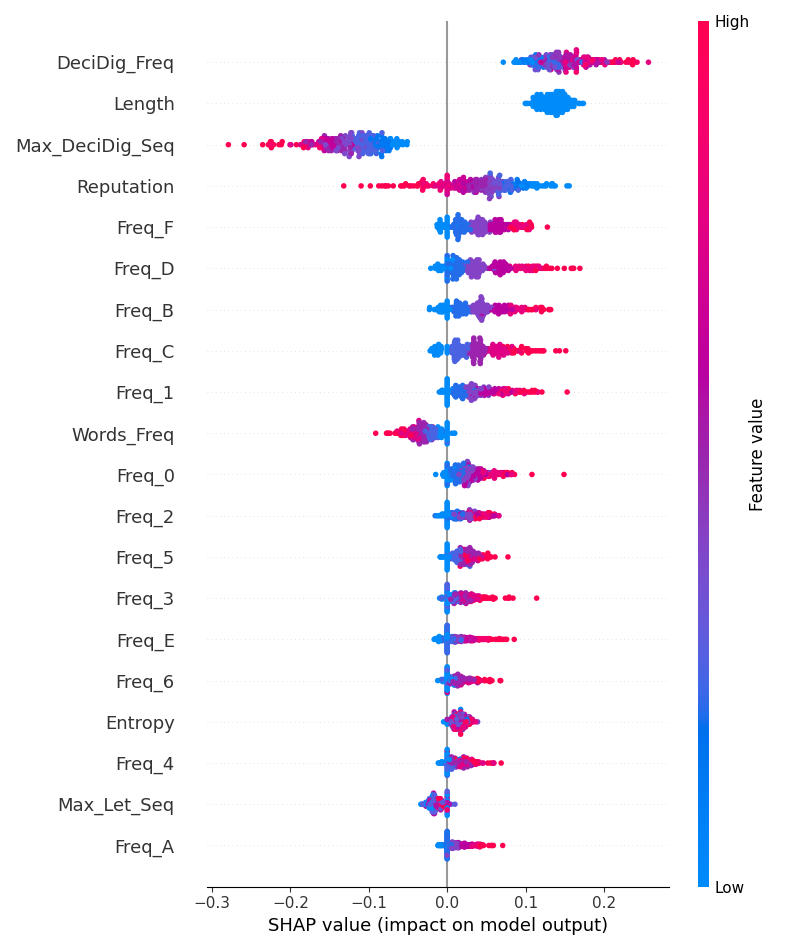 High
DeciDig_Freq
Length
Max_DeciDig_Seq
Reputation
Freq_F
Freq_D
Freq_B
Freq_C
Freq_1
Words_Freq
Freq_0
Freq_2
Freq_5
Freq_3
Freq_E
Freq_6
Entropy
Freq_4
Max_Let_Seq
Freq_A
Feature value
Low
−0.3 −0.2 −0.1 0.0 0.1 0.2
SHAP value (impact on model output)